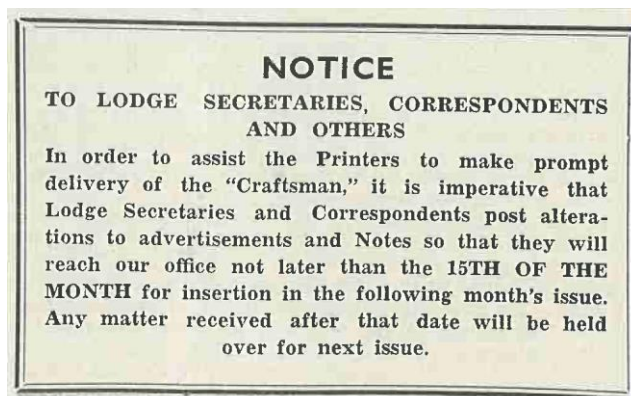 NOTICE
TO LODGE SECRETARIES, CORRESPONDENTS
AND OTHERS
In order to assist the Printers to make prompt
delivery of the "Craftsman," it is imperative that
Lodge Secretaries and Correspondents post altera-
tions to advertisements and Notes so that they will
reach our office not later than the 15TH OF THE
MONTH for insertion in the following month's issue.
Any matter received after that date will be held
over for next issue.